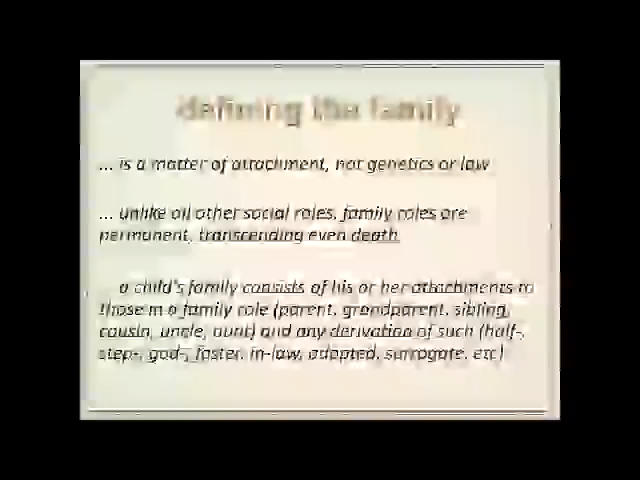 defining the family
... is a matter of attachment, not genetics or law
... unlike all other social roles, family roles are
permanent, transcending even death
... a child's family consists of his or her attachments to
those in a family role (parent, grandparent, sibling,
cousin, uncle, aunt) and any derivation of such (half-,
step-, god-, foster, in-law, adopted, surrogate, etc)